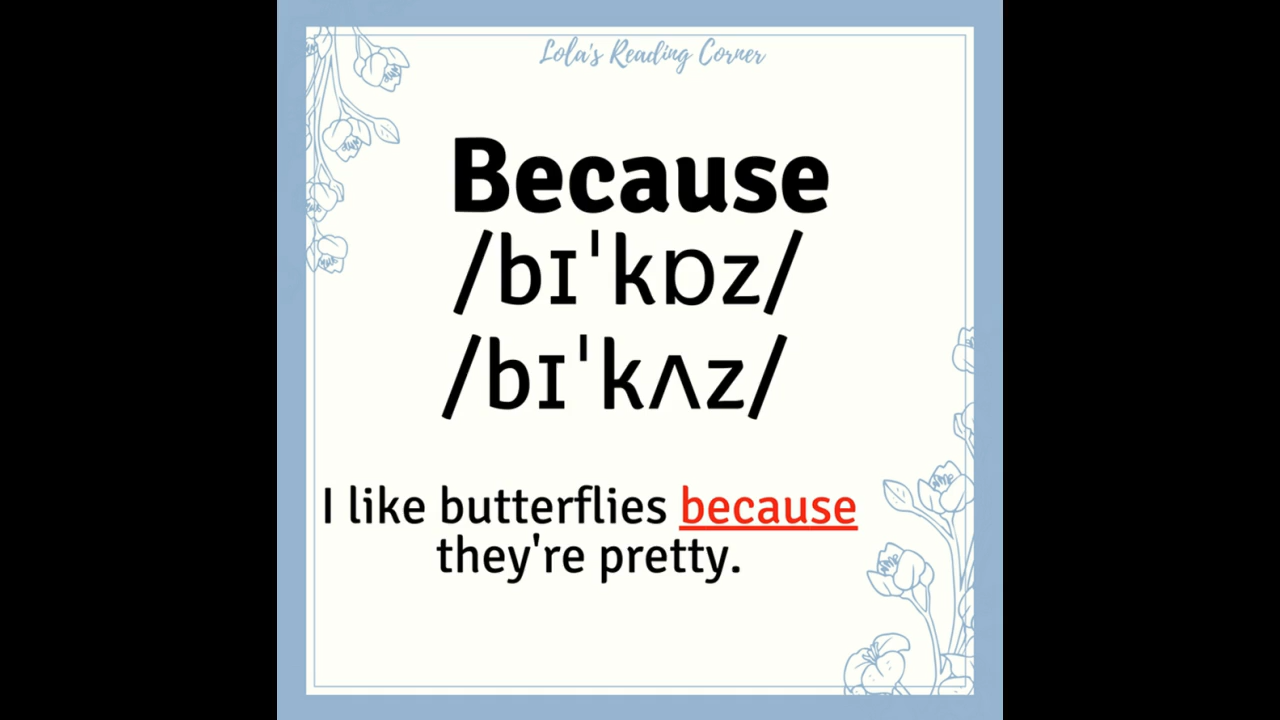 Lola's Reading Corner
Because
/bɪˈkɒz/
/bɪˈkʌz/
I like butterflies because
they're pretty.